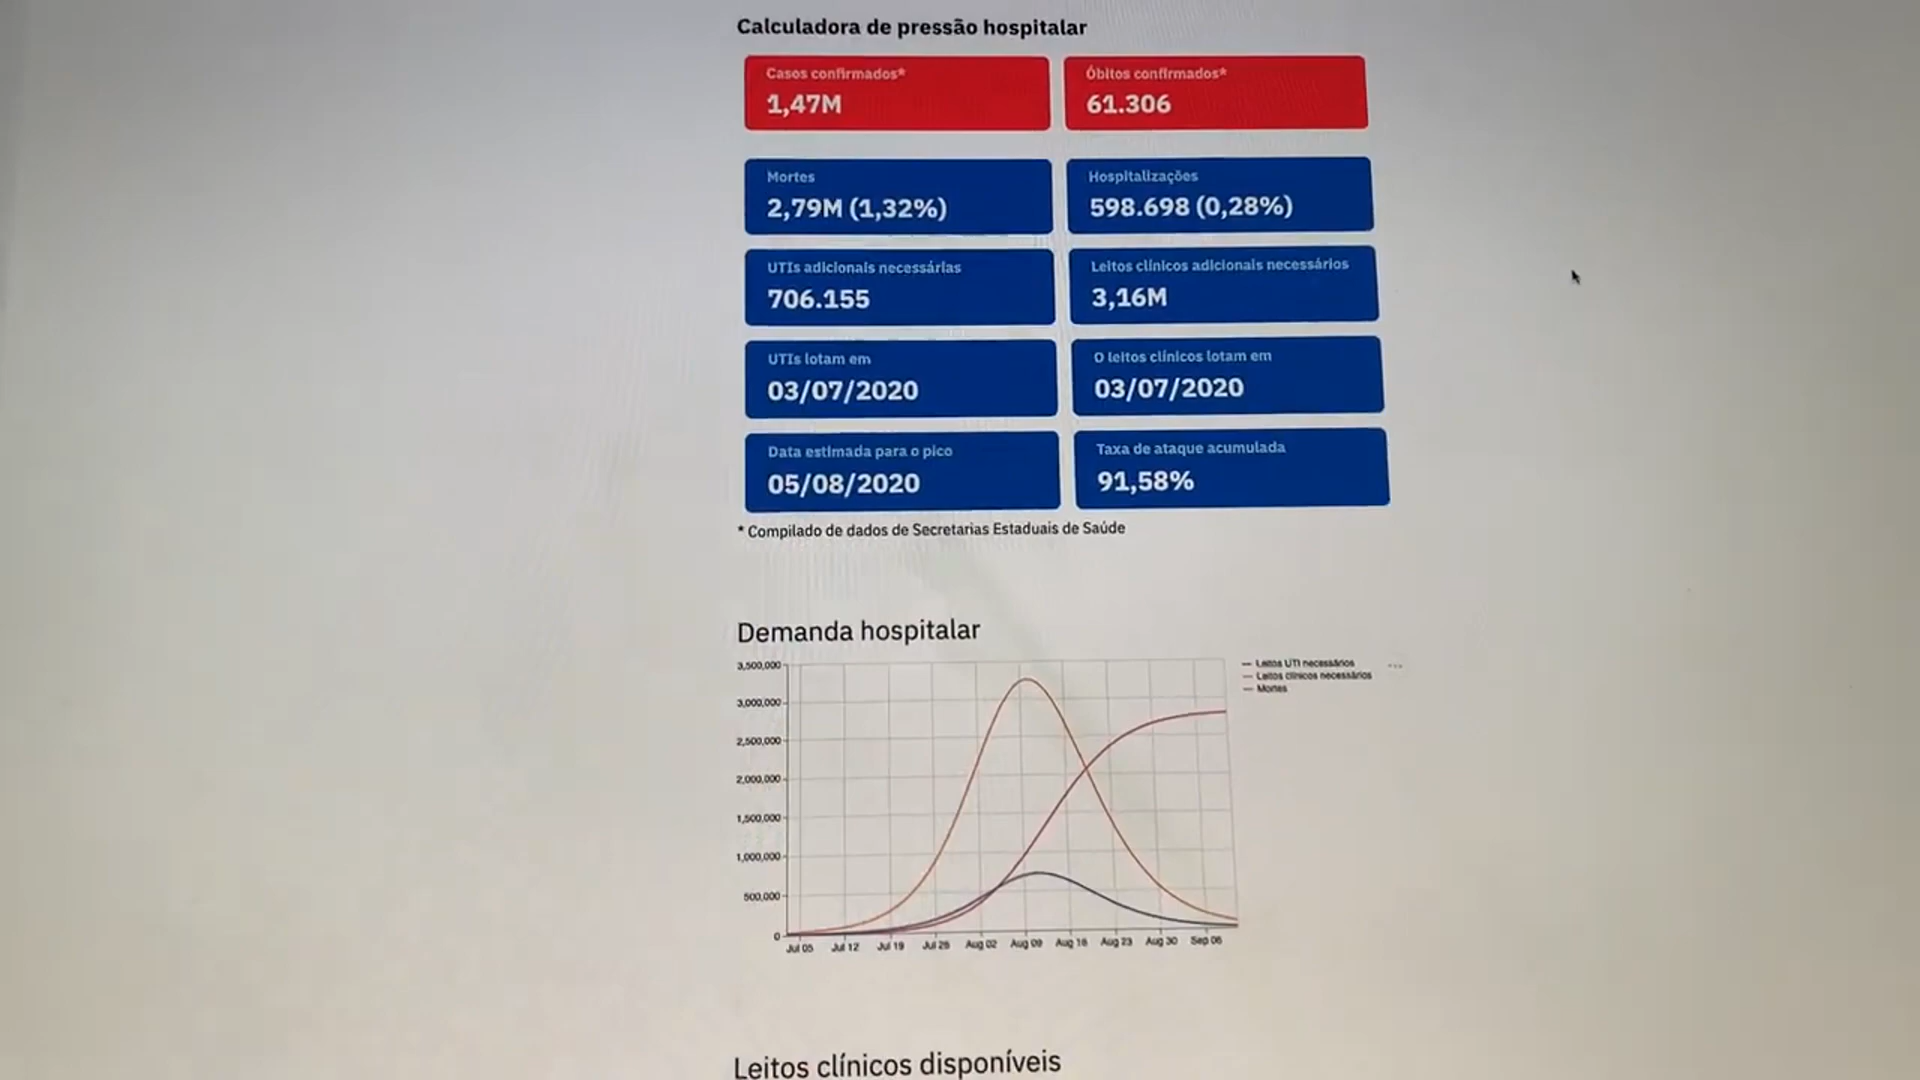 Calculadora de pressão hospitalar
Casos confirmados*
1,47M
Óbitos confirmados*
61.306
Mortes
2,79M (1,32%)
Hospitalizações
598.698 (0,28%)
UTIs adicionais necessárias
706.155
Leitos clínicos adicionais necessários
3,16M
UTIs lotam em
03/07/2020
O leitos clínicos lotam em
03/07/2020
Data estimada para o pico
05/08/2020
Taxa de ataque acumulada
91,58%
* Compilado de dados de Secretarias Estaduais de Saúde
Demanda hospitalar
3,500,000
3,000,000
2,500,000
2,000,000
1,500,000
1,000,000
500,000
0
Jul 05 Jul 12 Jul 19 Jul 26 Aug 02 Aug 09 Aug 16 Aug 23 Aug 30 Sep 06
Leitos UTI necessários
Leitos clínicos necessários
Mortes
Leitos clínicos disponíveis